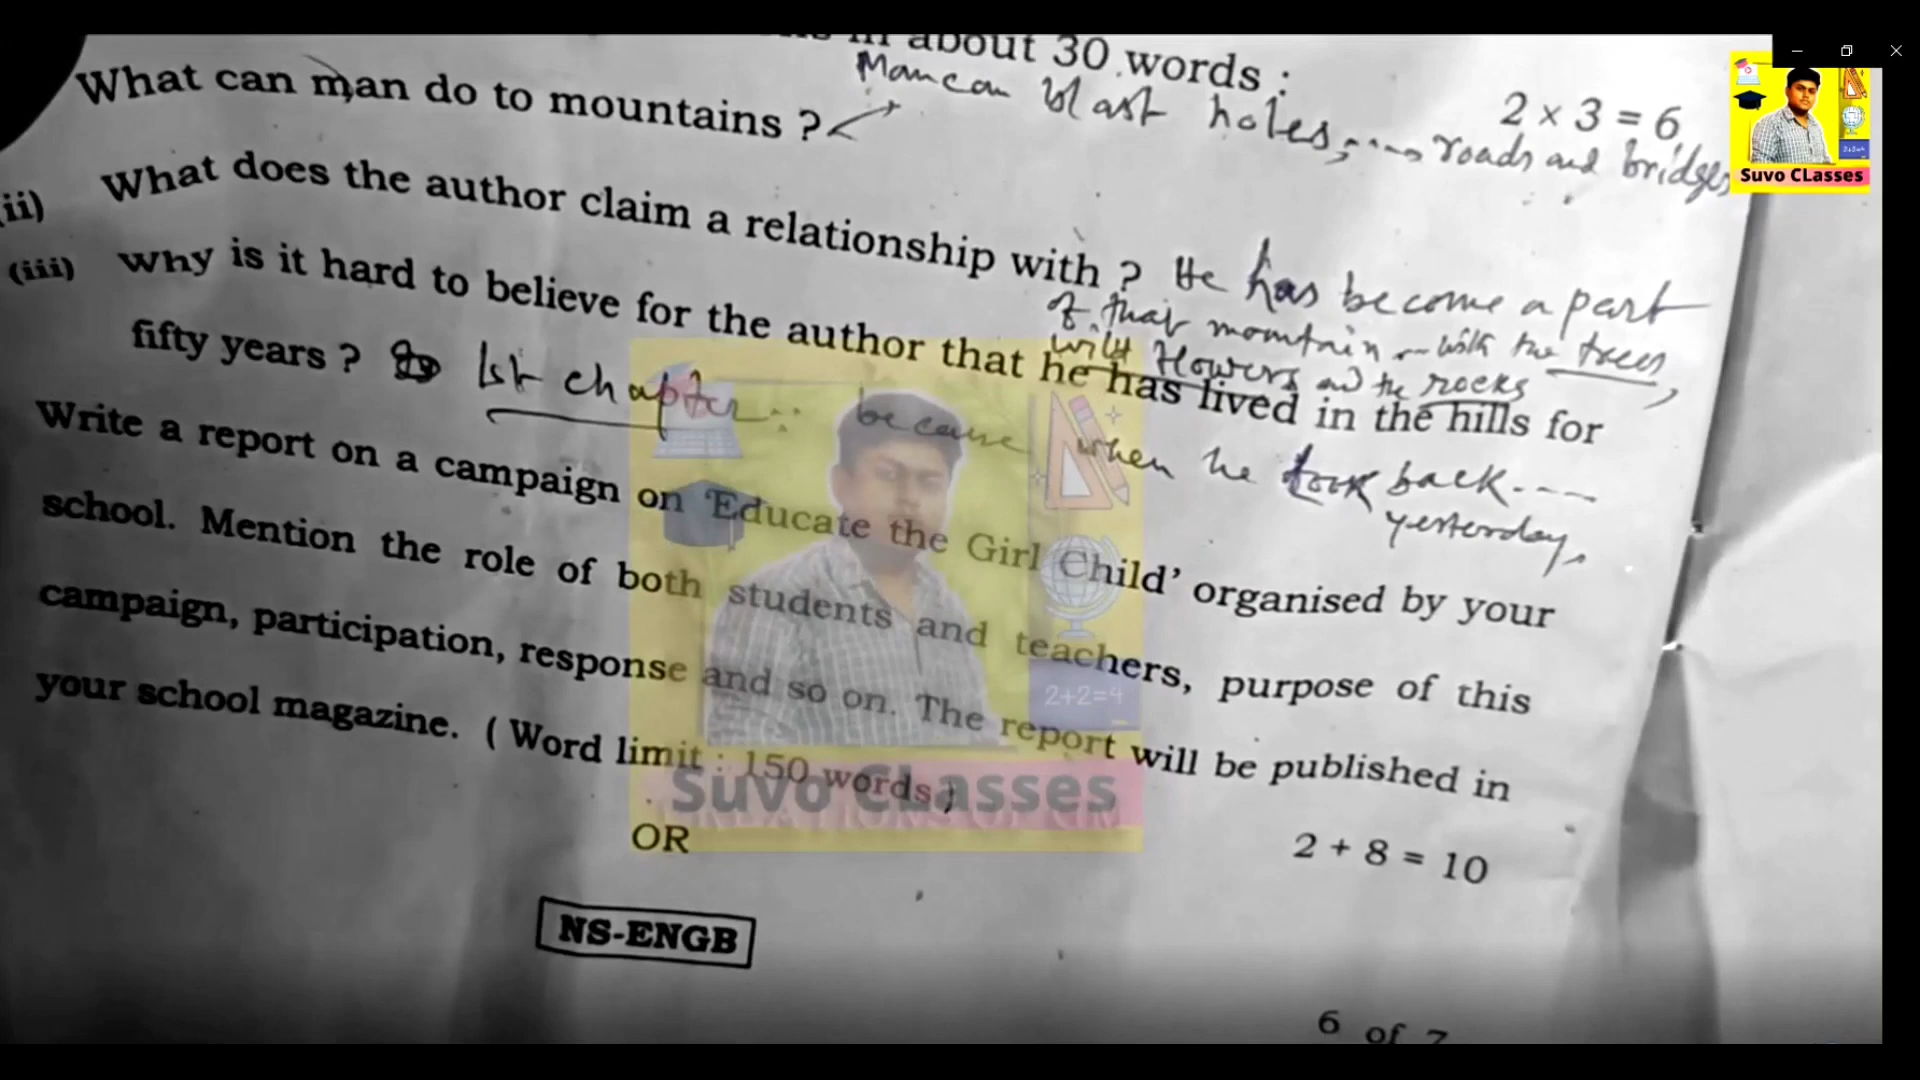 in about 30 words :
What can man do to mountains ?
Man can blast holes, .... roads and bridges,
2 × 3 = 6
Suvo CLasses
ii) What does the author claim a relationship with ? He has become a part
of that mountain - with the trees,
wild flowers and the rocks
(iii) Why is it hard to believe for the author that he has lived in the hills for
fifty years ? 1st chapter.. because when he took back....
yesterday.
Write a report on a campaign on 'Educate the Girl Child' organised by your
school. Mention the role of both students and teachers, purpose of this
campaign, participation, response and so on. The report will be published in
your school magazine. ( Word limit : 150 words )
2+2=4
Suvo CLasses
2 + 8 = 10
OR
NS-ENGB
6 of 7